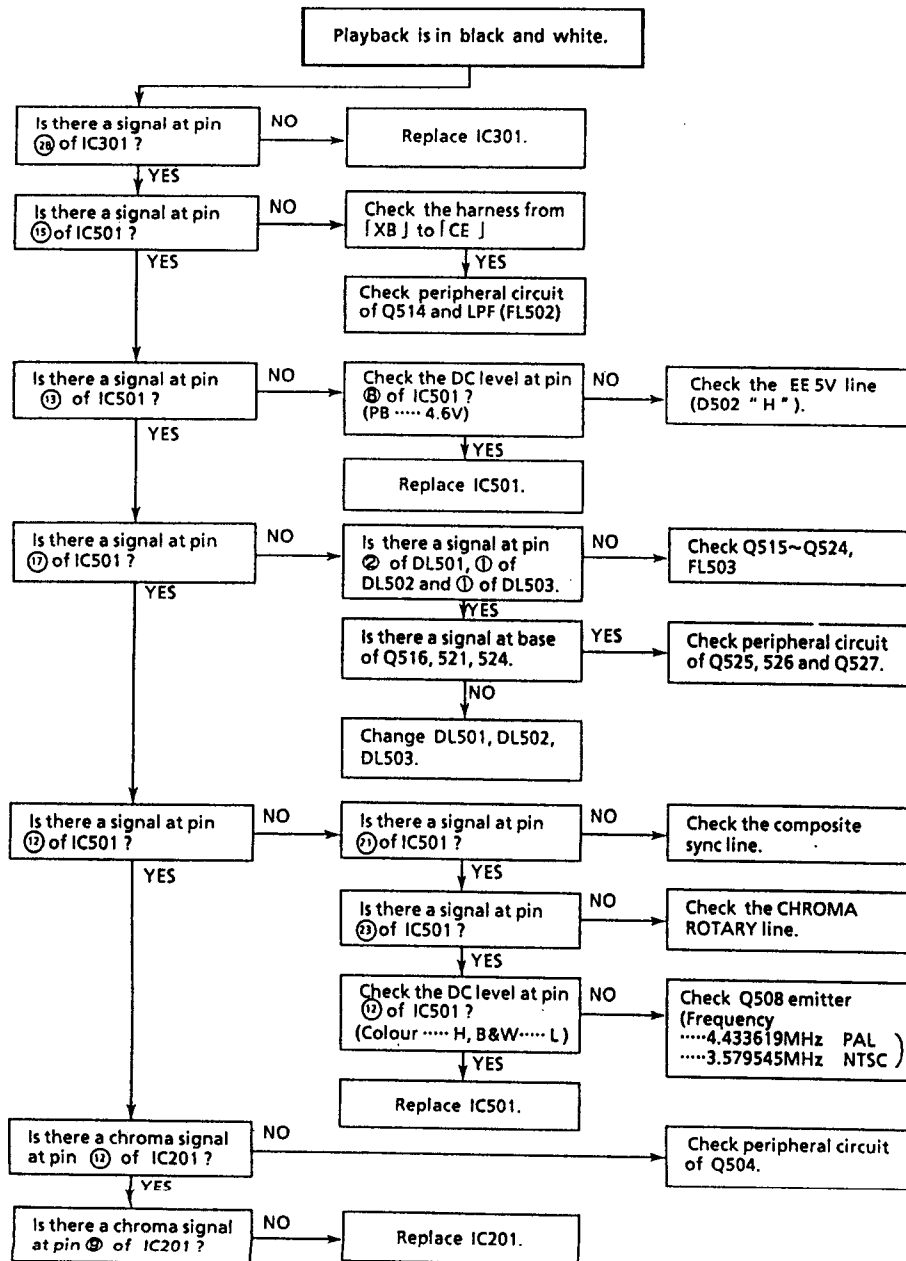 Playback is in black and white.
Is there a signal at pin
㉘ of IC301 ?
NO
Replace IC301.
YES
Is there a signal at pin
⑮ of IC501 ?
NO
Check the harness from
「XB」 to 「CE」
YES
YES
Check peripheral circuit
of Q514 and LPF (FL502)
Is there a signal at pin
⑬ of IC501 ?
NO
Check the DC level at pin
⑧ of IC501 ?
(PB ····· 4.6V)
NO
Check the EE 5V line
(D502 " H ").
YES
YES
Replace IC501.
Is there a signal at pin
⑰ of IC501 ?
NO
Is there a signal at pin
② of DL501, ① of
DL502 and ① of DL503.
NO
Check Q515~Q524,
FL503
YES
YES
Is there a signal at base
of Q516, 521, 524.
YES
Check peripheral circuit
of Q525, 526 and Q527.
NO
Change DL501, DL502,
DL503.
Is there a signal at pin
⑫ of IC501 ?
NO
Is there a signal at pin
㉑ of IC501 ?
NO
Check the composite
sync line.
YES
YES
Is there a signal at pin
㉓ of IC501 ?
NO
Check the CHROMA
ROTARY line.
YES
Check the DC level at pin
⑫ of IC501 ?
(Colour ····· H, B&W ····· L )
NO
Check Q508 emitter
(Frequency
·····4.433619MHz PAL
·····3.579545MHz NTSC )
YES
Replace IC501.
Is there a chroma signal
at pin ⑫ of IC201 ?
NO
Check peripheral circuit
of Q504.
YES
Is there a chroma signal
at pin ⑨ of IC201 ?
NO
Replace IC201.